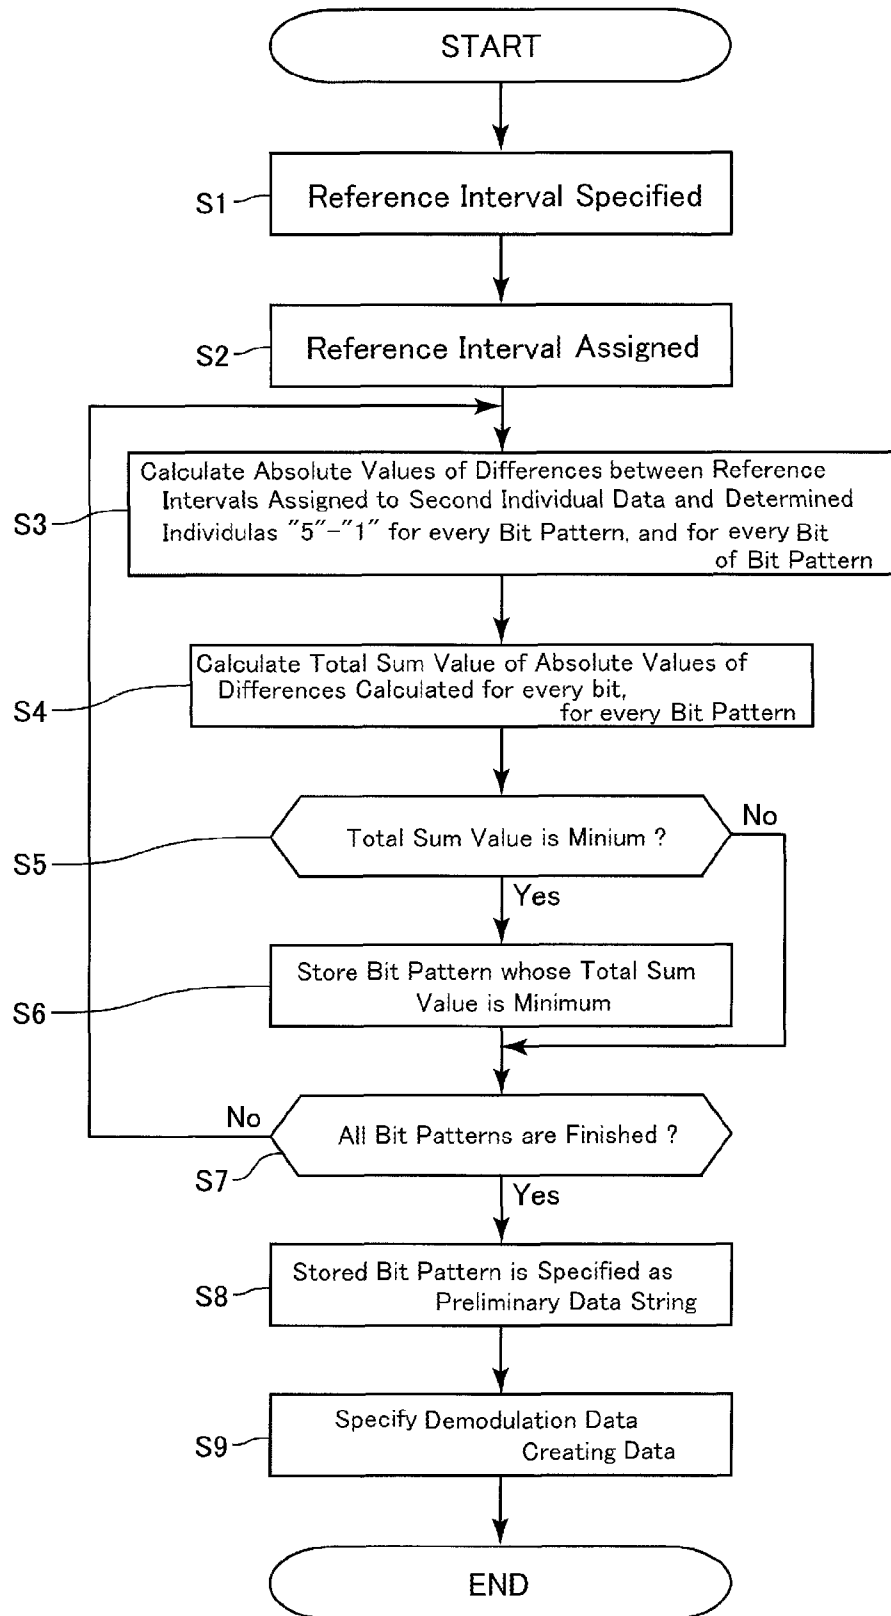 START
S1
Reference Interval Specified
S2
Reference Interval Assigned
S3
Calculate Absolute Values of Differences between Reference
Intervals Assigned to Second Individual Data and Determined
Individulas "5"-"1" for every Bit Pattern, and for every Bit
of Bit Pattern
S4
Calculate Total Sum Value of Absolute Values of
Differences Calculated for every bit,
for every Bit Pattern
S5
Total Sum Value is Minium ?
No
Yes
S6
Store Bit Pattern whose Total Sum
Value is Minimum
No
S7
All Bit Patterns are Finished ?
Yes
S8
Stored Bit Pattern is Specified as
Preliminary Data String
S9
Specify Demodulation Data
Creating Data
END